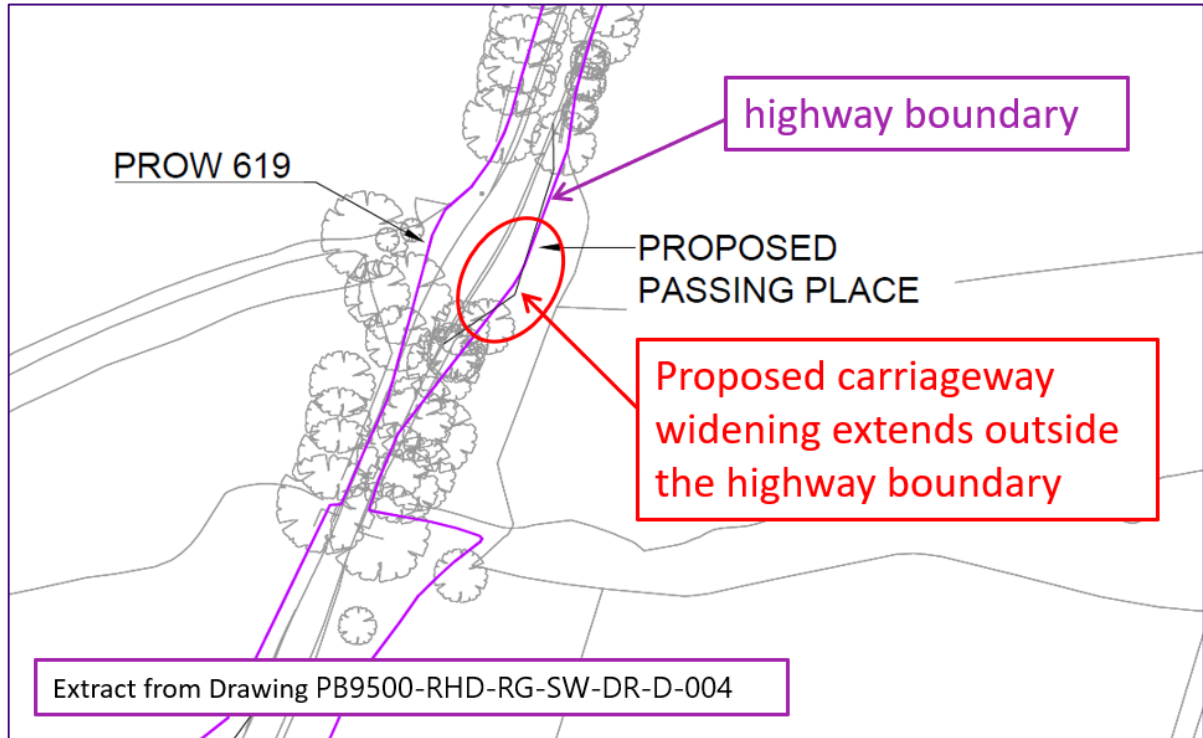 highway boundary
PROW 619
PROPOSED
PASSING PLACE
Proposed carriageway
widening extends outside
the highway boundary
Extract from Drawing PB9500-RHD-RG-SW-DR-D-004